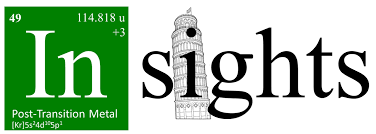 49 114.818 u
+3
In sights
Post-Transition Metal
[Kr]5s²4d¹⁰5p¹